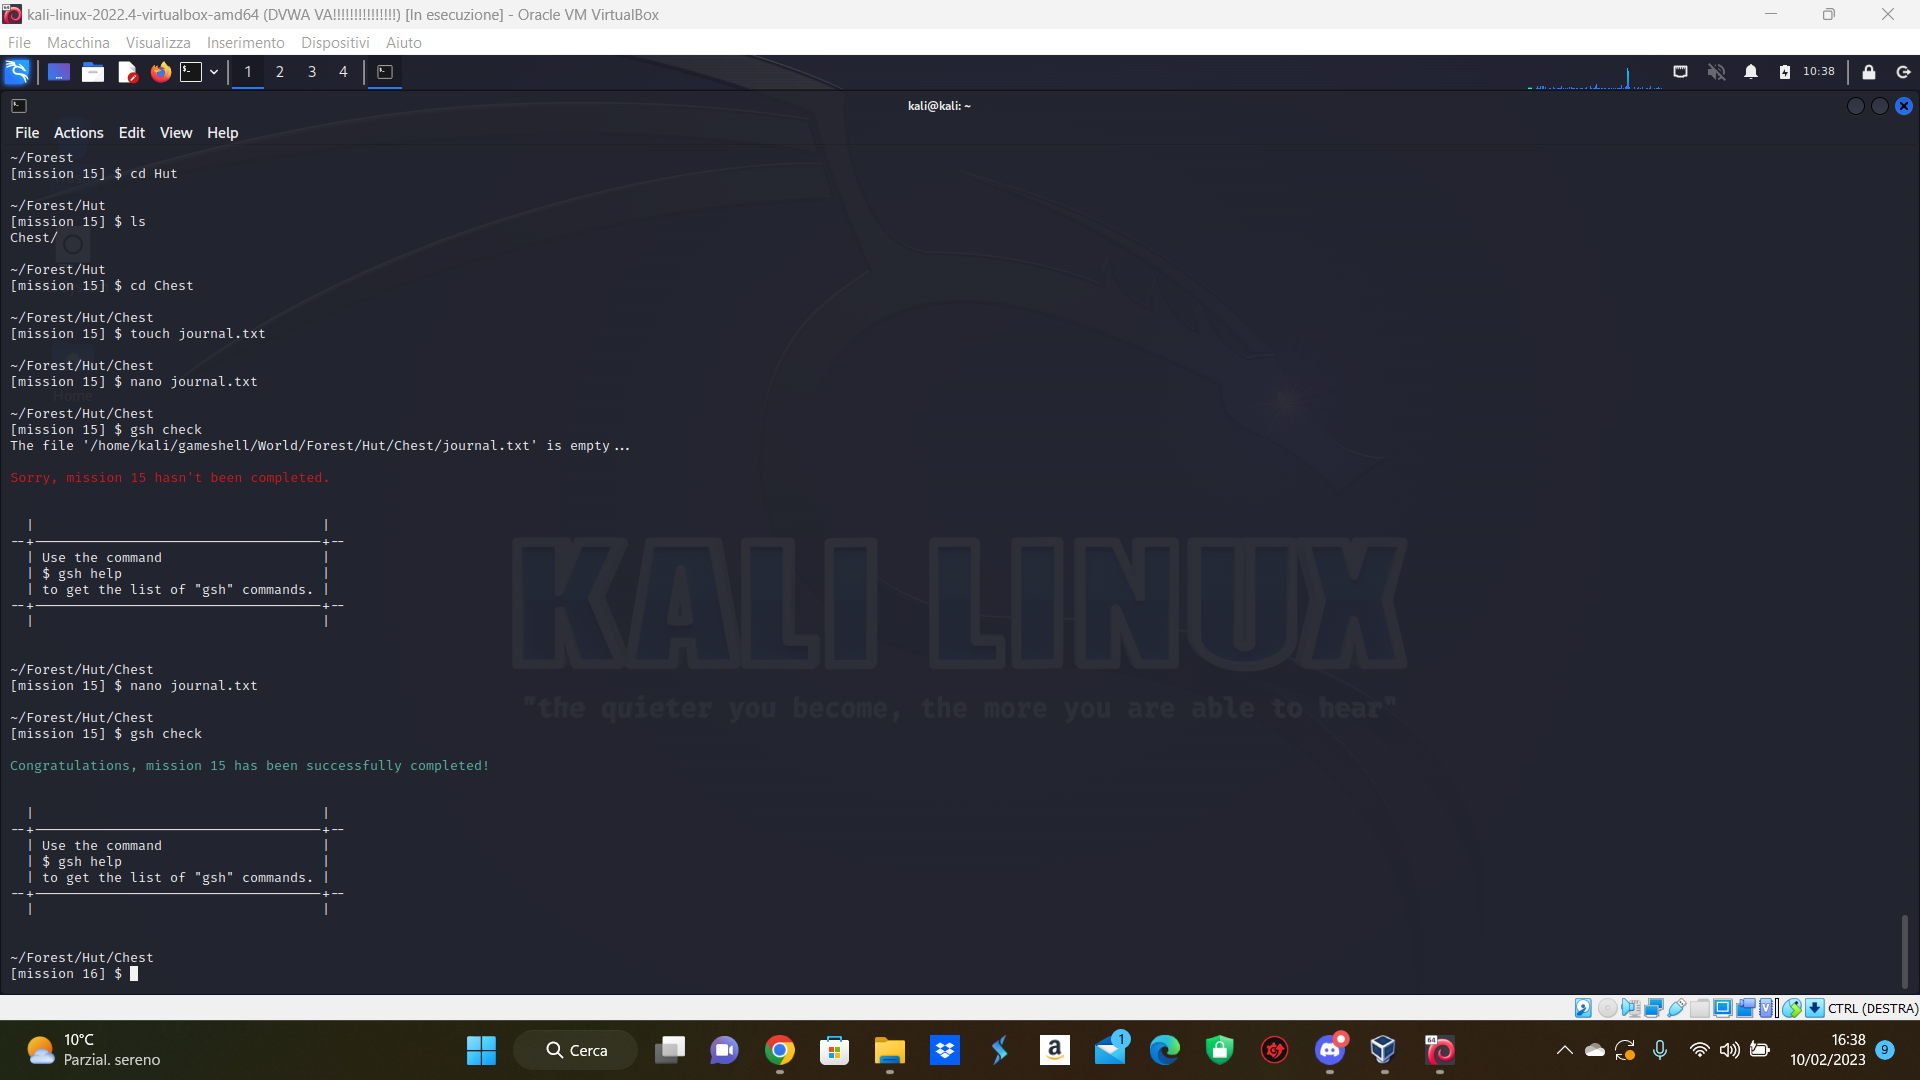 kali-linux-2022.4-virtualbox-amd64 (DVWA VA!!!!!!!!!!!!!!!) [In esecuzione] - Oracle VM VirtualBox
File Macchina Visualizza Inserimento Dispositivi Aiuto
1 2 3 4 10:38
kali@kali: ~
File Actions Edit View Help
~/Forest
[mission 15] $ cd Hut
~/Forest/Hut
[mission 15] $ ls
Chest/
~/Forest/Hut
[mission 15] $ cd Chest
~/Forest/Hut/Chest
[mission 15] $ touch journal.txt
~/Forest/Hut/Chest
[mission 15] $ nano journal.txt
Home
~/Forest/Hut/Chest
[mission 15] $ gsh check
The file '/home/kali/gameshell/World/Forest/Hut/Chest/journal.txt' is empty...
Sorry, mission 15 hasn't been completed.
Use the command
$ gsh help
to get the list of "gsh" commands.
KALI LINUX
"the quieter you become, the more you are able to hear"
~/Forest/Hut/Chest
[mission 15] $ nano journal.txt
~/Forest/Hut/Chest
[mission 15] $ gsh check
Congratulations, mission 15 has been successfully completed!
Use the command
$ gsh help
to get the list of "gsh" commands.
~/Forest/Hut/Chest
[mission 16] $
CTRL (DESTRA)
10°C
Parzial. sereno
Cerca
1
16:38
10/02/2023
9